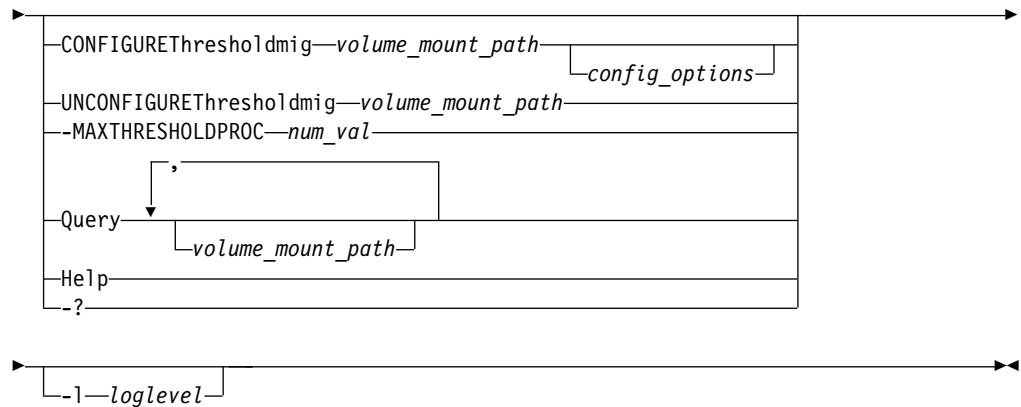 CONFIGUREThresholdmig volume_mount_path
config_options
UNCONFIGUREThresholdmig volume_mount_path
-MAXTHRESHOLDPROC num_val
,
Query
volume_mount_path
Help
-?
-l loglevel